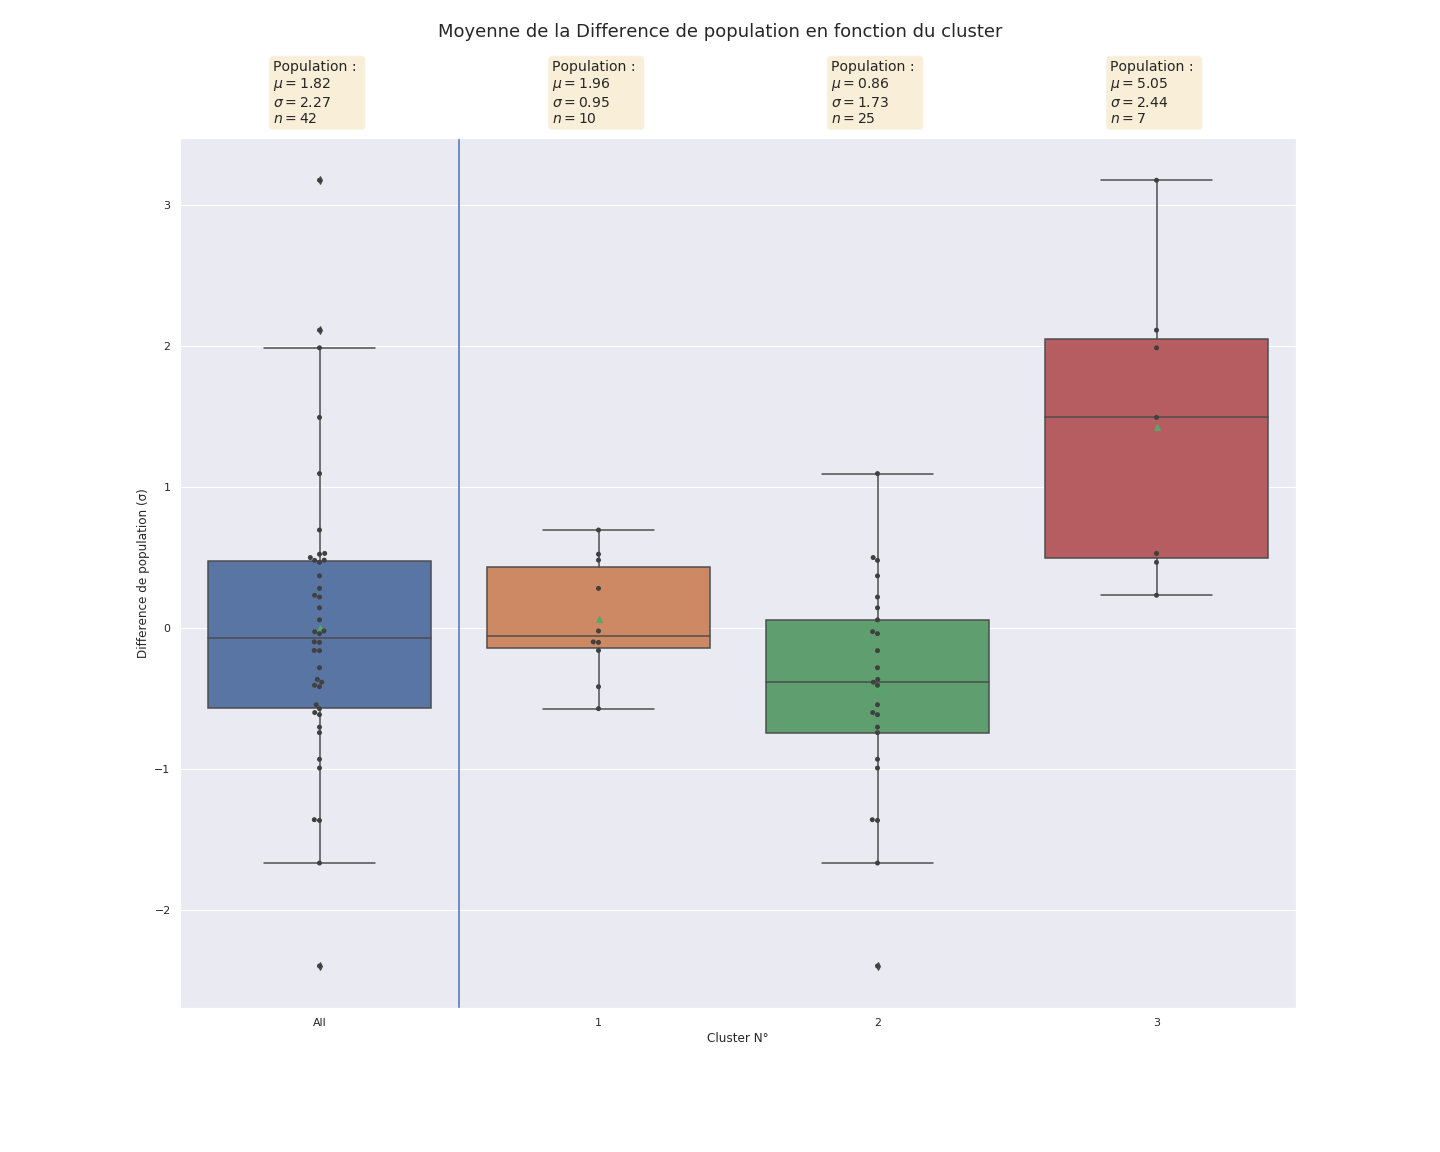 Moyenne de la Difference de population en fonction du cluster
Population :
μ = 1.82
σ = 2.27
n = 42
Population :
μ = 1.96
σ = 0.95
n = 10
Population :
μ = 0.86
σ = 1.73
n = 25
Population :
μ = 5.05
σ = 2.44
n = 7
Difference de population (σ)
3
2
1
0
−1
−2
All
1
2
3
Cluster N°